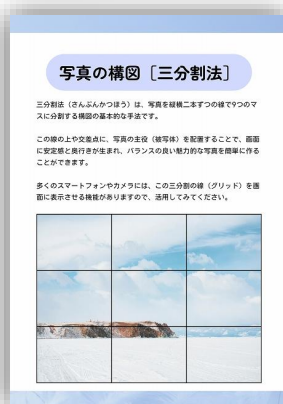 写真の構図［三分割法］
三分割法（さんぶんかつほう）は、写真を縦横二本ずつの線で9つのマ
スに分割する構図の基本的な手法です。
この線の上や交差点に、写真の主役（被写体）を配置することで、画面
に安定感と奥行きが生まれ、バランスの良い魅力的な写真を簡単に作る
ことができます。
多くのスマートフォンやカメラには、この三分割の線（グリッド）を画
面に表示させる機能がありますので、活用してみてください。